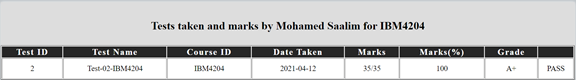 Tests taken and marks by Mohamed Saalim for IBM4204
Test ID Test Name Course ID Date Taken Marks Marks(%) Grade
2 Test-02-IBM4204 IBM4204 2021-04-12 35/35 100 A+ PASS